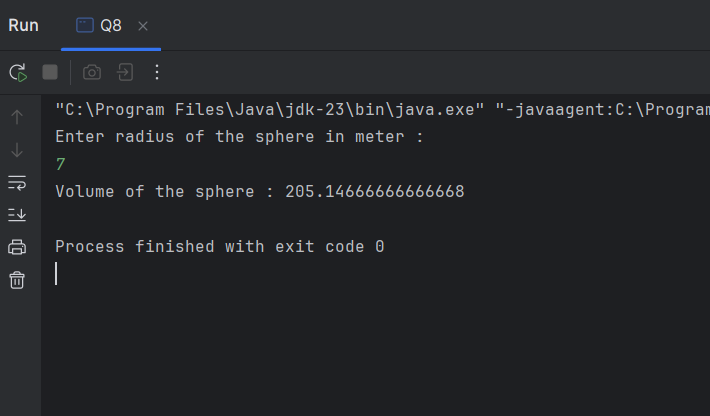 Run Q8
"C:\Program Files\Java\jdk-23\bin\java.exe" "-javaagent:C:\Program
Enter radius of the sphere in meter :
7
Volume of the sphere : 205.14666666666668
Process finished with exit code 0